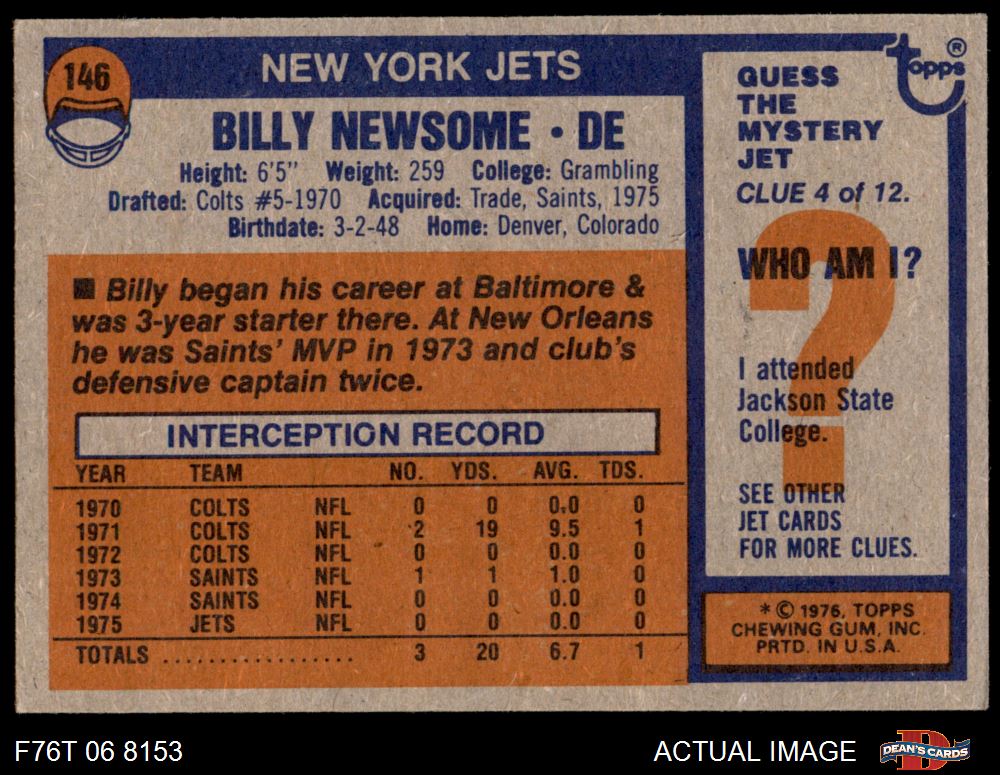 146
NEW YORK JETS
BILLY NEWSOME • DE
Height: 6'5" Weight: 259 College: Grambling
Drafted: Colts #5-1970 Acquired: Trade, Saints, 1975
Birthdate: 3-2-48 Home: Denver, Colorado
■ Billy began his career at Baltimore &
was 3-year starter there. At New Orleans
he was Saints' MVP in 1973 and club's
defensive captain twice.
INTERCEPTION RECORD
YEAR TEAM NO. YDS. AVG. TDS.
1970 COLTS NFL 0 0 0.0 0
1971 COLTS NFL 2 19 9.5 1
1972 COLTS NFL 0 0 0.0 0
1973 SAINTS NFL 1 1 1.0 0
1974 SAINTS NFL 0 0 0.0 0
1975 JETS NFL 0 0 0.0 0
TOTALS .................. 3 20 6.7 1
topps ®
GUESS
THE
MYSTERY
JET
CLUE 4 of 12.
WHO AM I?
?
I attended
Jackson State
College.
SEE OTHER
JET CARDS
FOR MORE CLUES.
* © 1976, TOPPS
CHEWING GUM, INC.
PRTD. IN U.S.A.
F76T 06 8153
ACTUAL IMAGE
D
DEAN'S CARDS